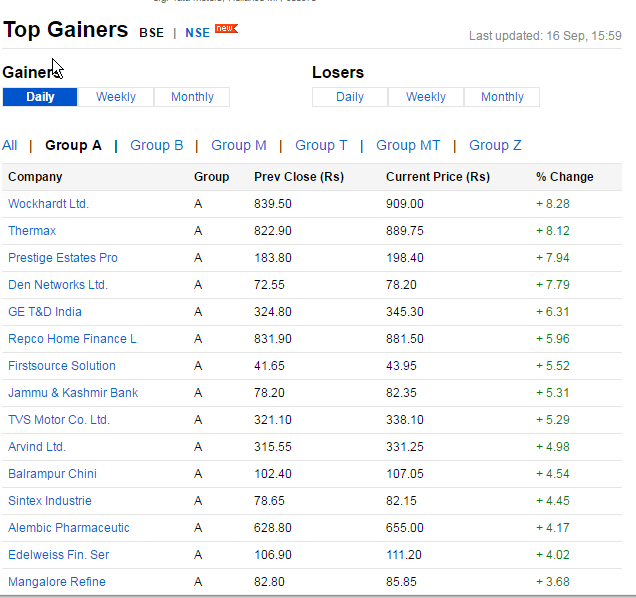 Top Gainers BSE | NSE new
Last updated: 16 Sep, 15:59
Gainers Losers
Daily Weekly Monthly Daily Weekly Monthly
All | Group A | Group B | Group M | Group T | Group MT | Group Z
Company Group Prev Close (Rs) Current Price (Rs) % Change
Wockhardt Ltd. A 839.50 909.00 + 8.28
Thermax A 822.90 889.75 + 8.12
Prestige Estates Pro A 183.80 198.40 + 7.94
Den Networks Ltd. A 72.55 78.20 + 7.79
GE T&D India A 324.80 345.30 + 6.31
Repco Home Finance L A 831.90 881.50 + 5.96
Firstsource Solution A 41.65 43.95 + 5.52
Jammu & Kashmir Bank A 78.20 82.35 + 5.31
TVS Motor Co. Ltd. A 321.10 338.10 + 5.29
Arvind Ltd. A 315.55 331.25 + 4.98
Balrampur Chini A 102.40 107.05 + 4.54
Sintex Industrie A 78.65 82.15 + 4.45
Alembic Pharmaceutic A 628.80 655.00 + 4.17
Edelweiss Fin. Ser A 106.90 111.20 + 4.02
Mangalore Refine A 82.80 85.85 + 3.68